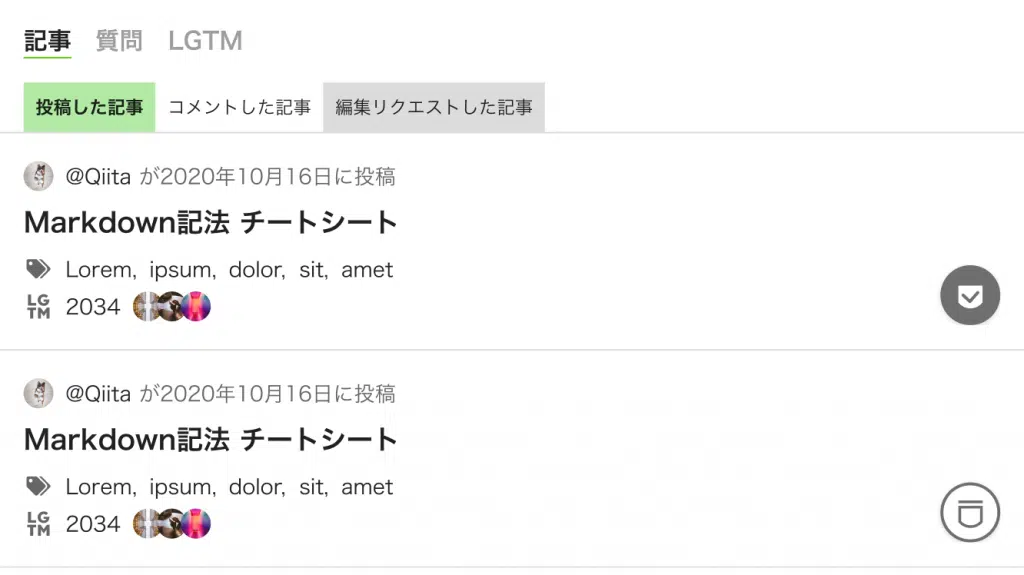 記事 質問 LGTM
投稿した記事 コメントした記事 編集リクエストした記事
@Qiita が2020年10月16日に投稿
Markdown記法 チートシート
Lorem, ipsum, dolor, sit, amet
LGTM 2034
@Qiita が2020年10月16日に投稿
Markdown記法 チートシート
Lorem, ipsum, dolor, sit, amet
LGTM 2034